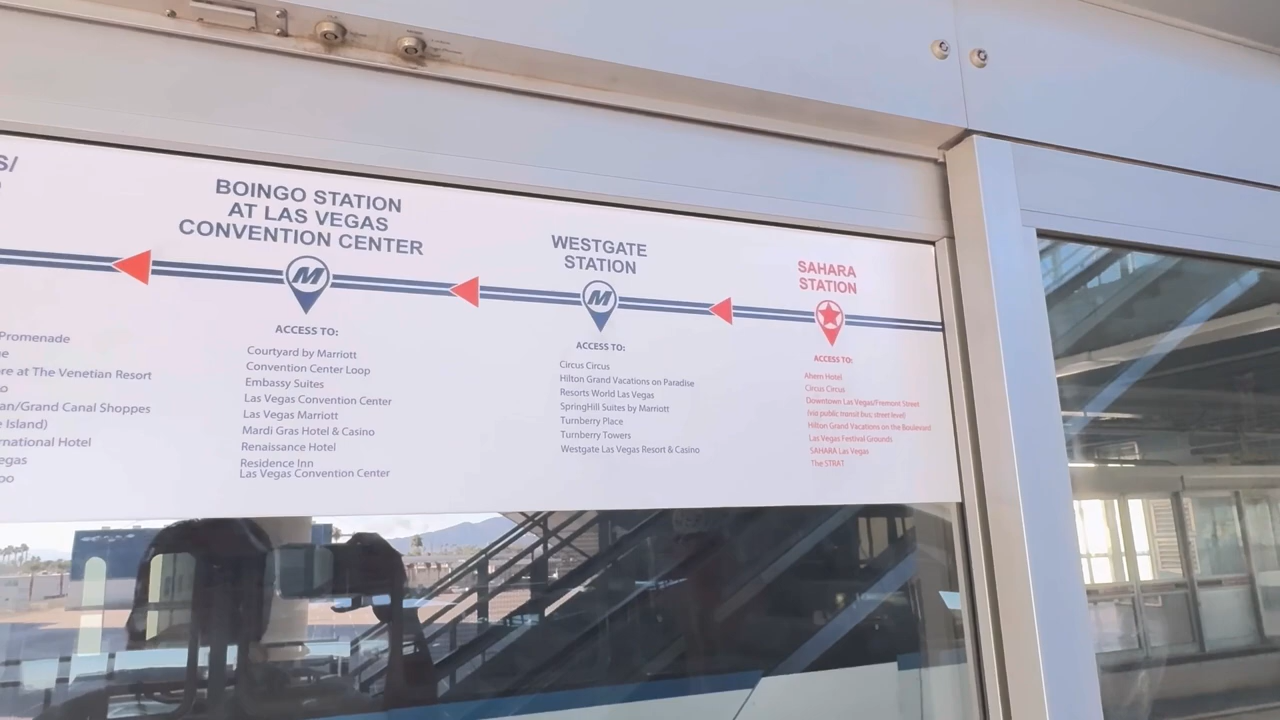 S/
BOINGO STATION
AT LAS VEGAS
CONVENTION CENTER
M
ACCESS TO:
Courtyard by Marriott
Convention Center Loop
Embassy Suites
Las Vegas Convention Center
Las Vegas Marriott
Mardi Gras Hotel & Casino
Renaissance Hotel
Residence Inn
Las Vegas Convention Center
WESTGATE
STATION
M
ACCESS TO:
Circus Circus
Hilton Grand Vacations on Paradise
Resorts World Las Vegas
SpringHill Suites by Marriott
Turnberry Place
Turnberry Towers
Westgate Las Vegas Resort & Casino
SAHARA
STATION
ACCESS TO:
Ahern Hotel
Circus Circus
Downtown Las Vegas/Fremont Street
(via public transit bus; street level)
Hilton Grand Vacations on the Boulevard
Las Vegas Festival Grounds
SAHARA Las Vegas
The STRAT
Promenade
ue
ore at The Venetian Resort
an/Grand Canal Shoppes
e Island)
rnational Hotel
egas
oo